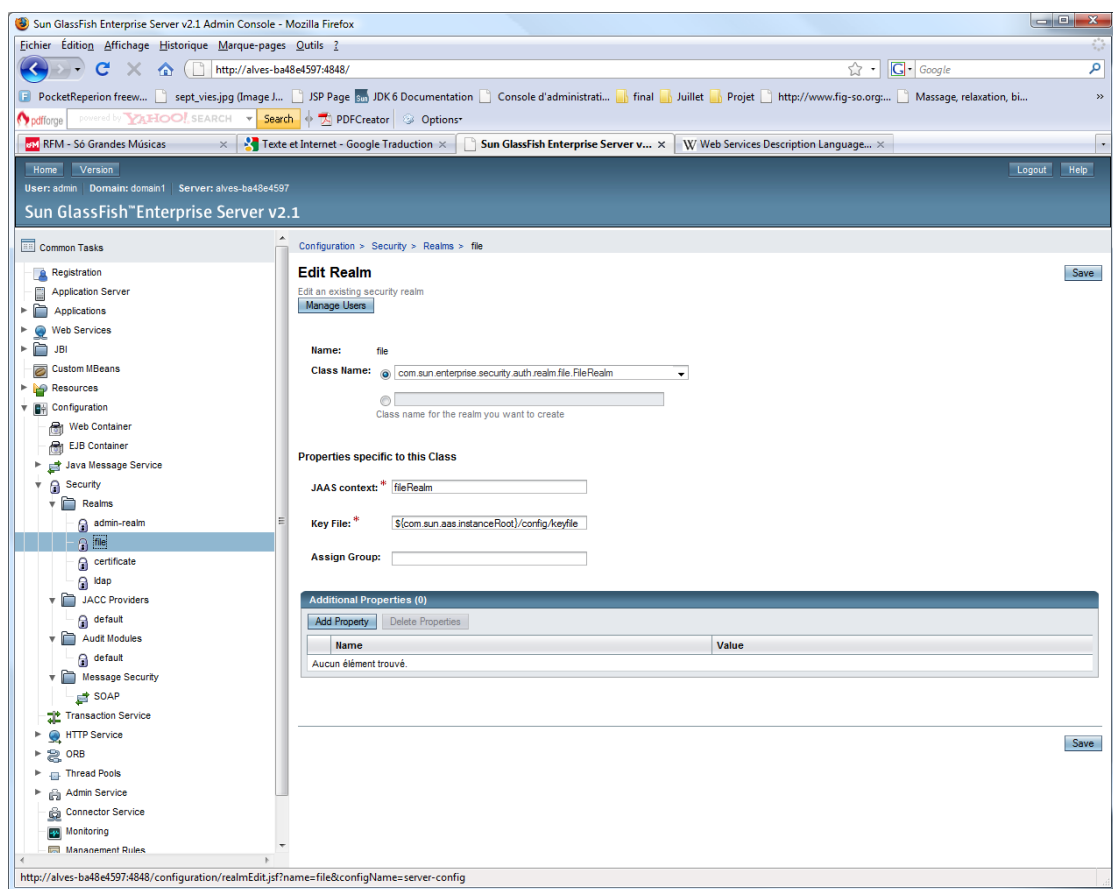 Sun GlassFish Enterprise Server v2.1 Admin Console - Mozilla Firefox
Eichier Édition Affichage Historique Marque-pages Outils ?
http://alves-ba48e4597:4848/
Google
PocketReperion freew... sept_vies.jpg (Image J... JSP Page Sun JDK 6 Documentation Console d'administrati... final Juillet Projet http://www.fig-so.org:... Massage, relaxation, bi... »
pdfforge powered by YAHOO! SEARCH Search PDFCreator Options
RFM - Só Grandes Músicas Texte et Internet - Google Traduction Sun GlassFish Enterprise Server v... W Web Services Description Language...
Home Version Logout Help
User: admin Domain: domain1 Server: alves-ba48e4597
Sun GlassFish™ Enterprise Server v2.1
Common Tasks
Registration
Application Server
Applications
Web Services
JBI
Custom MBeans
Resources
Configuration
Web Container
EJB Container
Java Message Service
Security
Realms
admin-realm
file
certificate
ldap
JACC Providers
default
Audit Modules
default
Message Security
SOAP
Transaction Service
HTTP Service
ORB
Thread Pools
Admin Service
Connector Service
Monitoring
Management Rules
Configuration > Security > Realms > file
Edit Realm
Save
Edit an existing security realm
Manage Users
Name: file
Class Name: com.sun.enterprise.security.auth.realm.file.FileRealm
Class name for the realm you want to create
Properties specific to this Class
JAAS context: * fileRealm
Key File: * ${com.sun.aas.instanceRoot}/config/keyfile
Assign Group:
Additional Properties (0)
Add Property Delete Properties
Name Value
Aucun élément trouvé.
Save
http://alves-ba48e4597:4848/configuration/realmEdit.jsf?name=file&configName=server-config